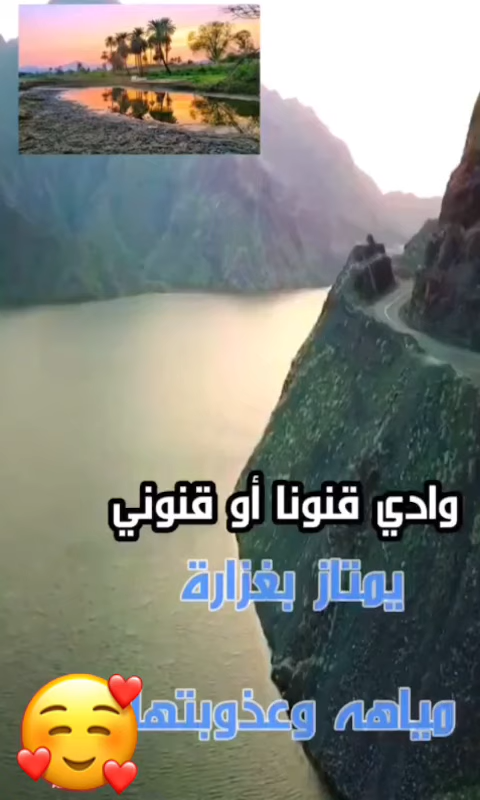 وادي قنونا أو قنوني
يمتاز بغزارة
مياهه وعذوبتها